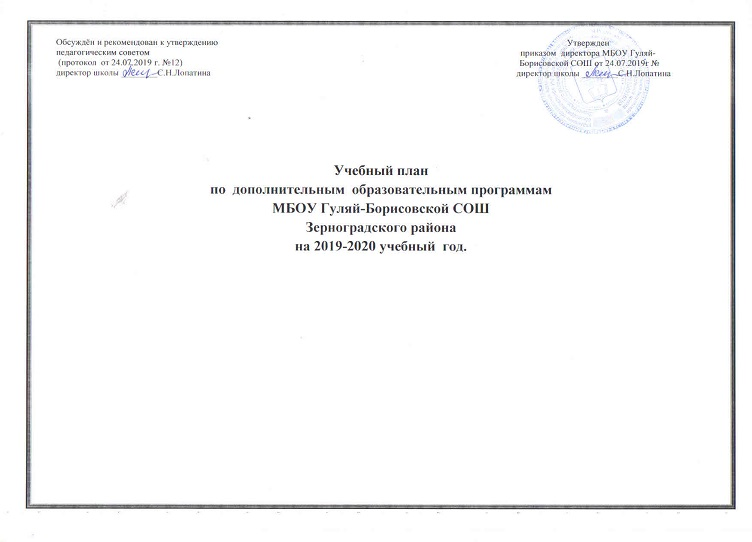 Обсуждён и рекомендован к утверждению
педагогическим советом
(протокол от 24.07.2019 г. №12)
директор школы С.Н.Лопатина
Утвержден
приказом директора МБОУ Гуляй-
Борисовской СОШ от 24.07.2019г №
директор школы С.Н.Лопатина
Учебный план
по дополнительным образовательным программам
МБОУ Гуляй-Борисовской СОШ
Зерноградского района
на 2019-2020 учебный год.